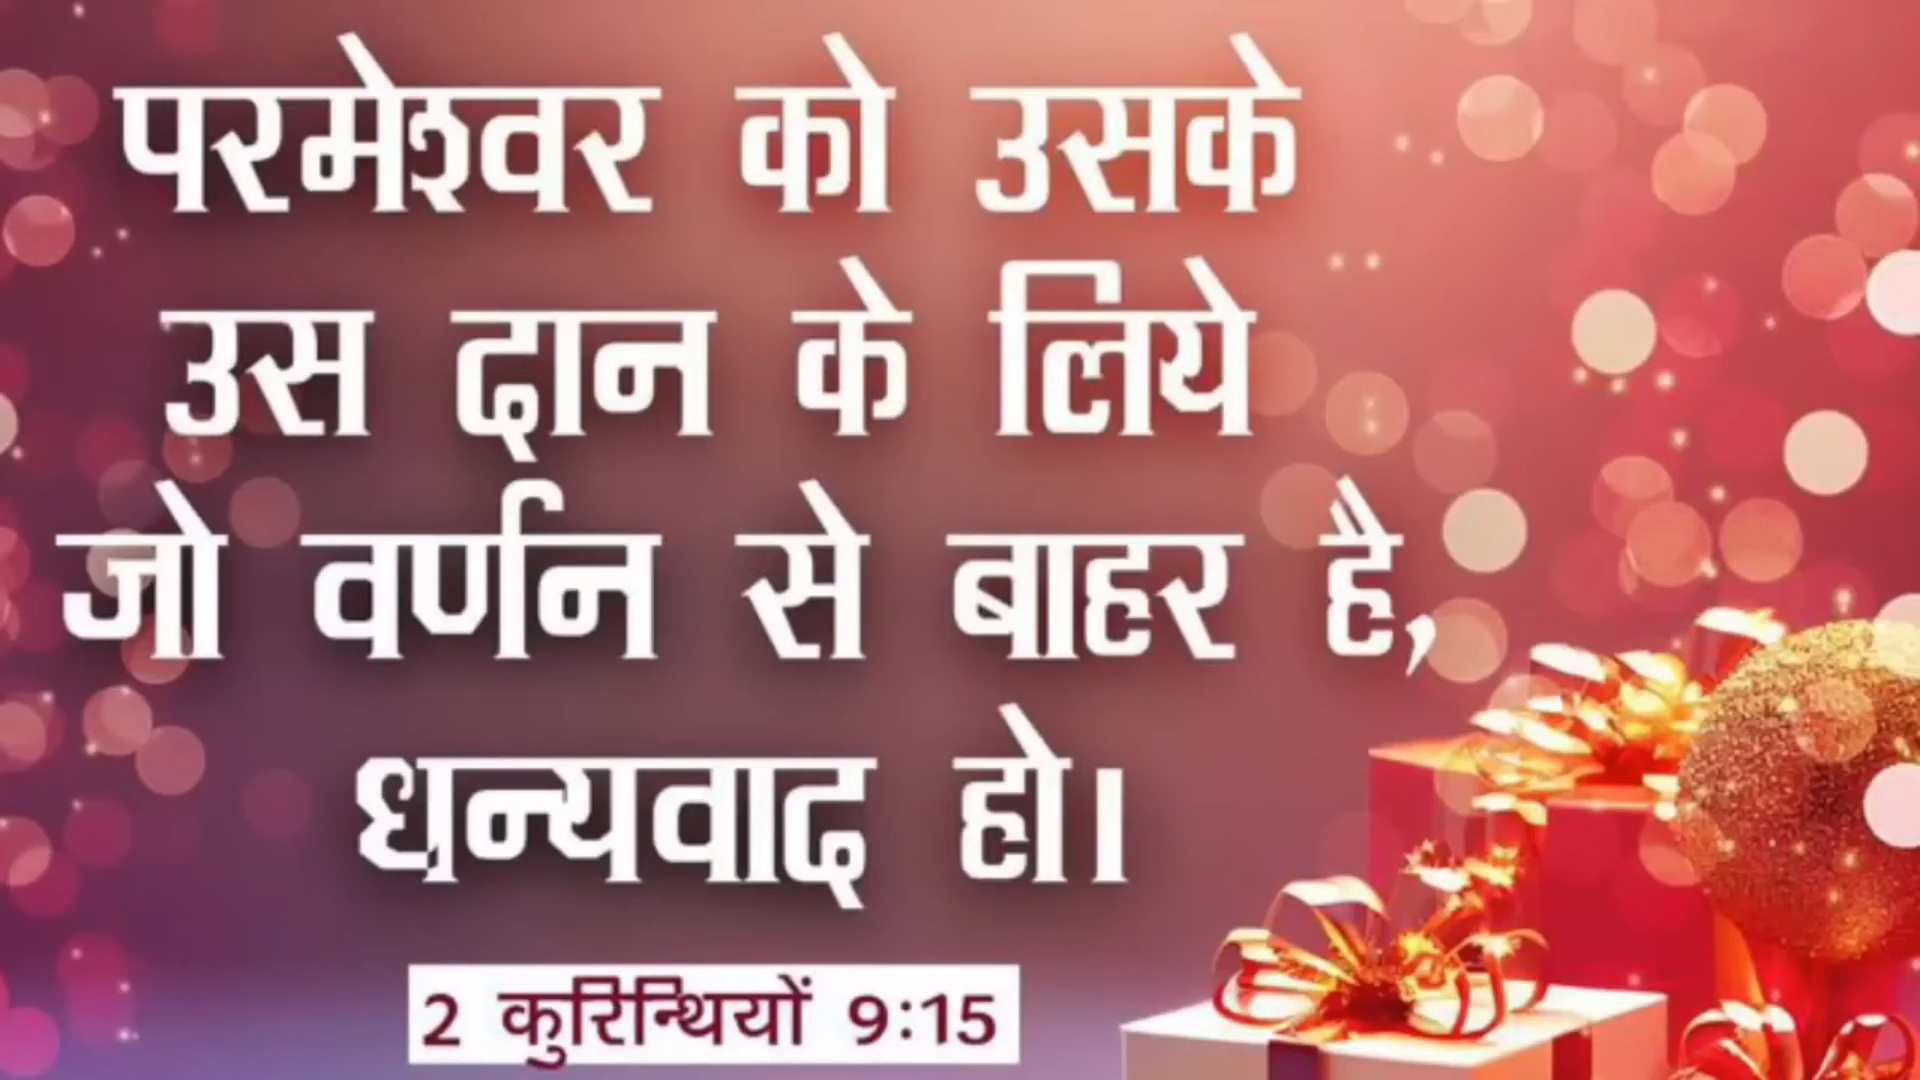 परमेश्वर को उसके
उस दान के लिये
जो वर्णन से बाहर है,
धन्यवाद हो।
2 कुरिन्थियों 9:15